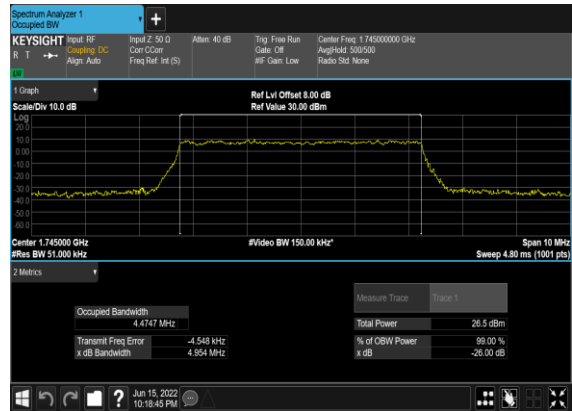 Spectrum Analyzer 1
Occupied BW
+
KEYSIGHT Input: RF Input Z: 50 Ω Atten: 40 dB Trig: Free Run Center Freq: 1.745000000 GHz
R T Coupling: DC Corr CCorr Gate: Off Avg|Hold: 500/500
Align: Auto Freq Ref: Int (S) #IF Gain: Low Radio Std: None
LV
1 Graph
Ref Lvl Offset 8.00 dB
Scale/Div 10.0 dB Ref Value 30.00 dBm
Log
20.0
10.0
0.00
-10.0
-20.0
-30.0
-40.0
-50.0
-60.0
Center 1.745000 GHz #Video BW 150.00 kHz* Span 10 MHz
#Res BW 51.000 kHz Sweep 4.80 ms (1001 pts)
2 Metrics
Measure Trace Trace 1
Occupied Bandwidth
4.4747 MHz Total Power 26.5 dBm
Transmit Freq Error -4.548 kHz % of OBW Power 99.00 %
x dB Bandwidth 4.954 MHz x dB -26.00 dB
? Jun 15, 2022
10:18:45 PM